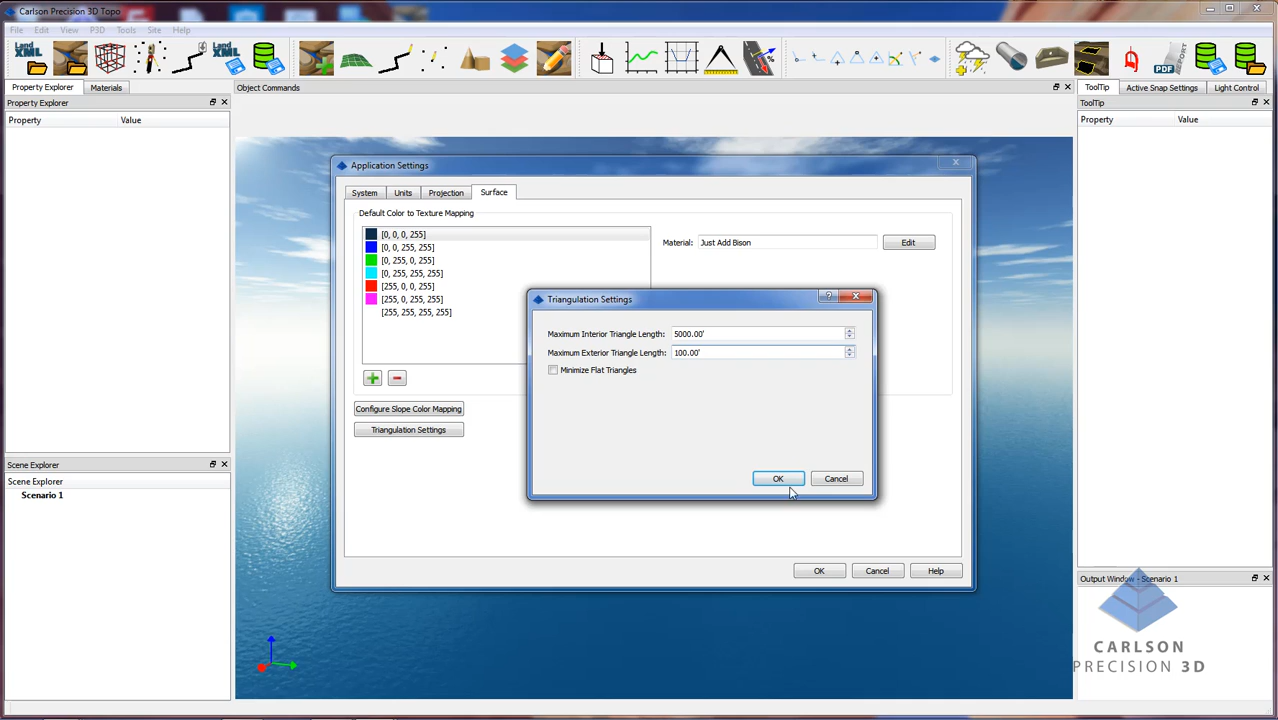 Carlson Precision 3D Topo
File Edit View P3D Tools Site Help
Land XML
Land XML
PDF REPORT
Property Explorer Materials
Object Commands
ToolTip Active Snap Settings Light Control
Property Explorer
ToolTip
Property Value
Property Value
Application Settings
System Units Projection Surface
Default Color to Texture Mapping
[0, 0, 0, 255]
[0, 0, 255, 255]
[0, 255, 0, 255]
[0, 255, 255, 255]
[255, 0, 0, 255]
[255, 0, 255, 255]
[255, 255, 255, 255]
Material: Just Add Bison Edit
Triangulation Settings
Maximum Interior Triangle Length: 5000.00'
Maximum Exterior Triangle Length: 100.00'
Minimize Flat Triangles
OK Cancel
Configure Slope Color Mapping
Triangulation Settings
OK Cancel Help
Scene Explorer
Scene Explorer
Scenario 1
Output Window - Scenario 1
CARLSON
PRECISION 3D